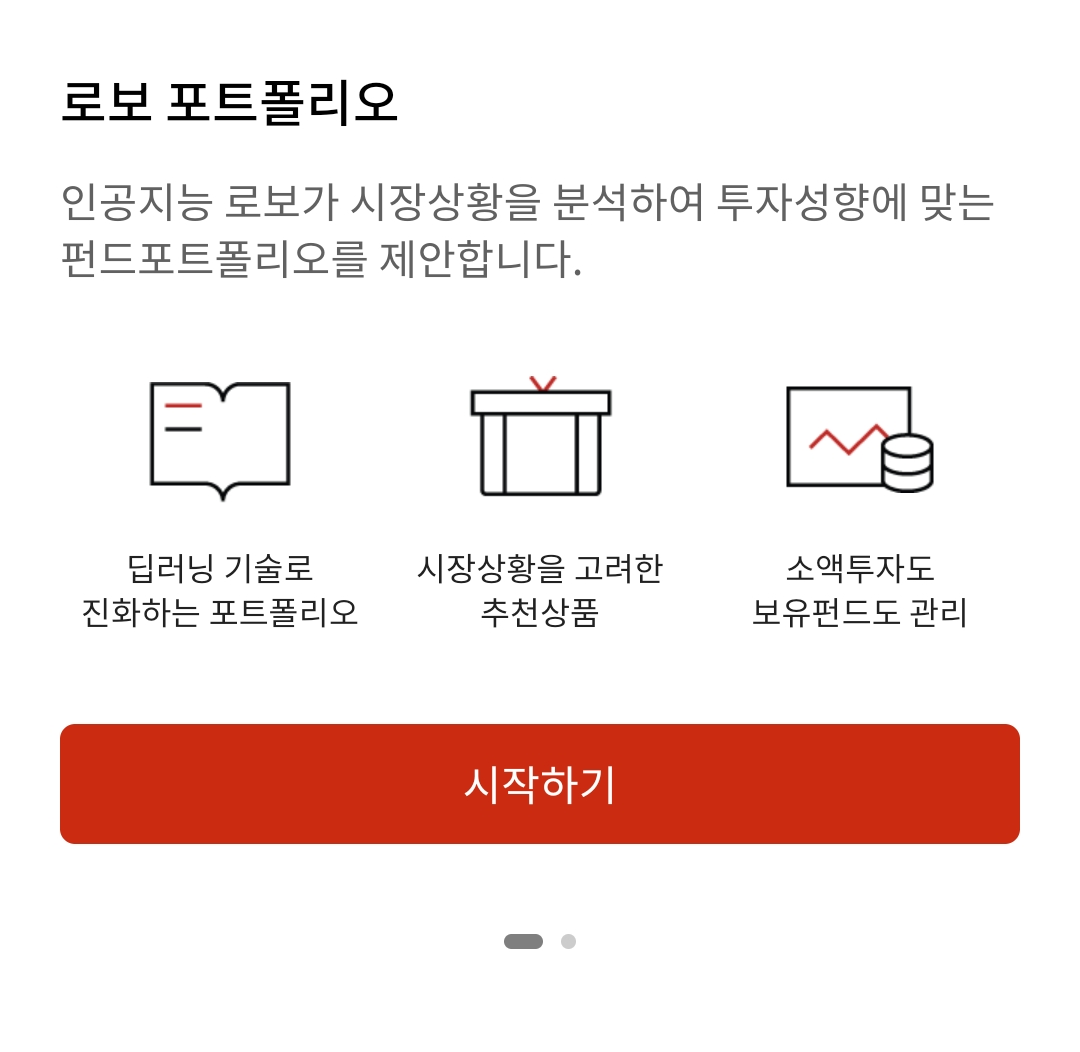 로보 포트폴리오
인공지능 로보가 시장상황을 분석하여 투자성향에 맞는
펀드포트폴리오를 제안합니다.
딥러닝 기술로
진화하는 포트폴리오
시장상황을 고려한
추천상품
소액투자도
보유펀드도 관리
시작하기